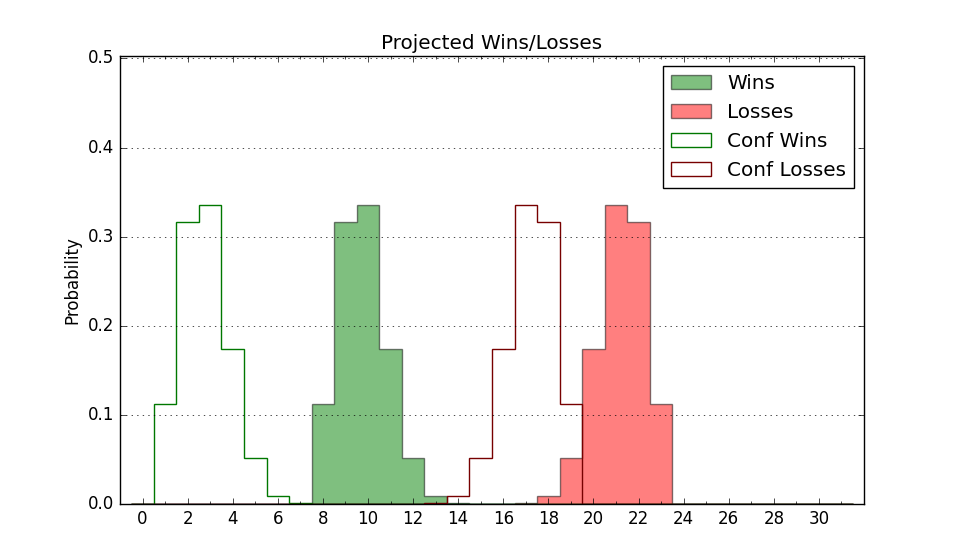 Projected Wins/Losses
0.5
0.4
0.3
0.2
0.1
0.0
Probability
Wins
Losses
Conf Wins
Conf Losses
0 2 4 6 8 10 12 14 16 18 20 22 24 26 28 30